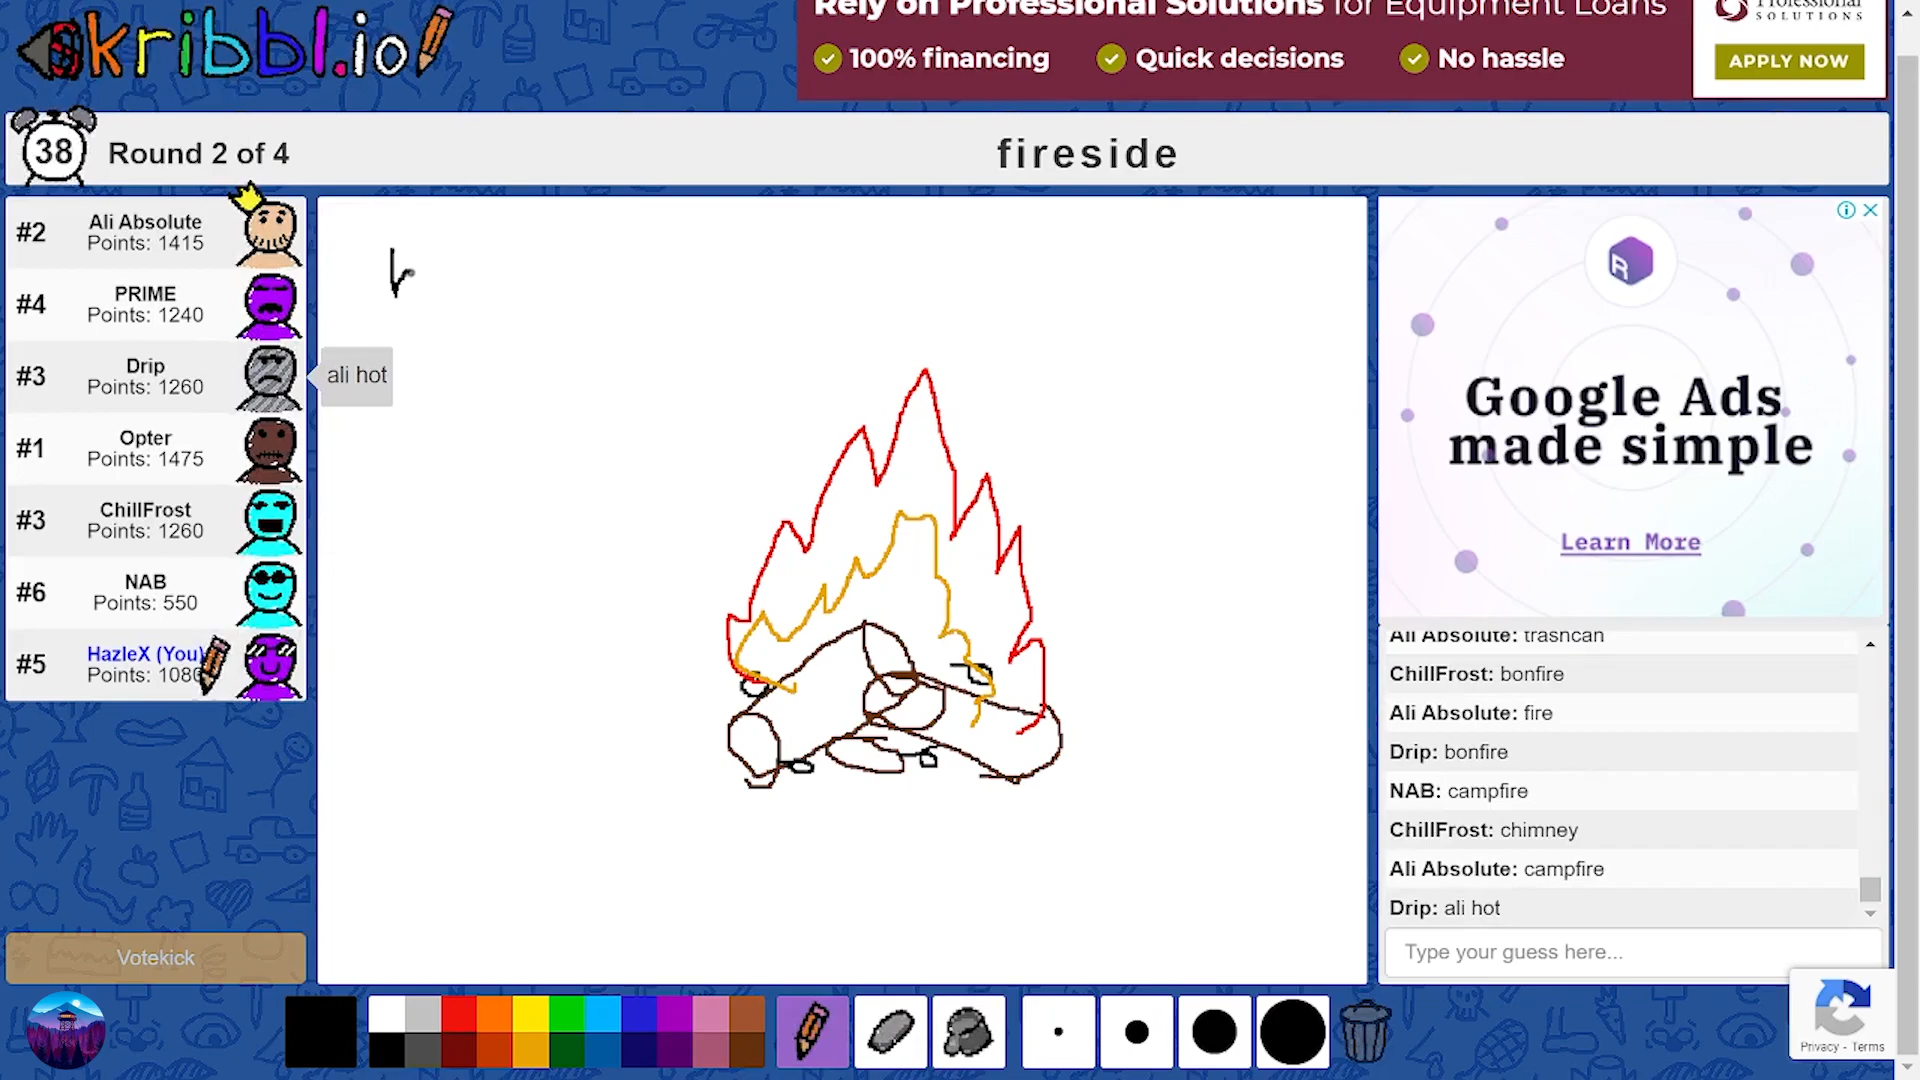 Rely on Professional Solutions for Equipment Loans
100% financing
Quick decisions
No hassle
Professional
SOLUTIONS
APPLY NOW
skribbl.io
38
Round 2 of 4
fireside
#2
Ali Absolute
Points: 1415
#4
PRIME
Points: 1240
#3
Drip
Points: 1260
ali hot
#1
Opter
Points: 1475
#3
ChillFrost
Points: 1260
#6
NAB
Points: 550
#5
HazleX (You)
Points: 1080
Votekick
R
Google Ads
made simple
Learn More
Ali Absolute: trashcan
ChillFrost: bonfire
Ali Absolute: fire
Drip: bonfire
NAB: campfire
ChillFrost: chimney
Ali Absolute: campfire
Drip: ali hot
Type your guess here...
Privacy - Terms